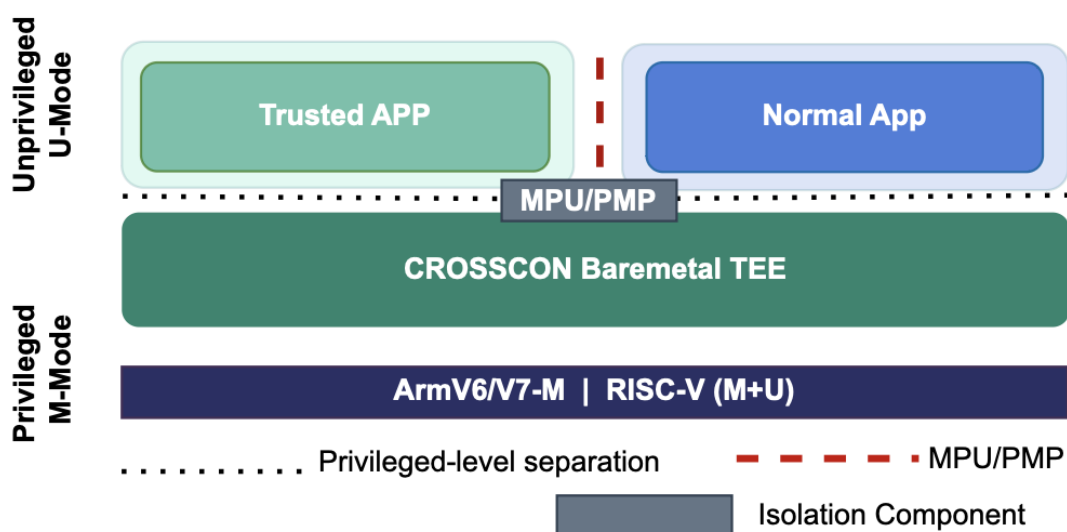 Unprivileged
U-Mode
Trusted APP
Normal App
MPU/PMP
CROSSCON Baremetal TEE
Privileged
M-Mode
ArmV6/V7-M | RISC-V (M+U)
Privileged-level separation
MPU/PMP
Isolation Component